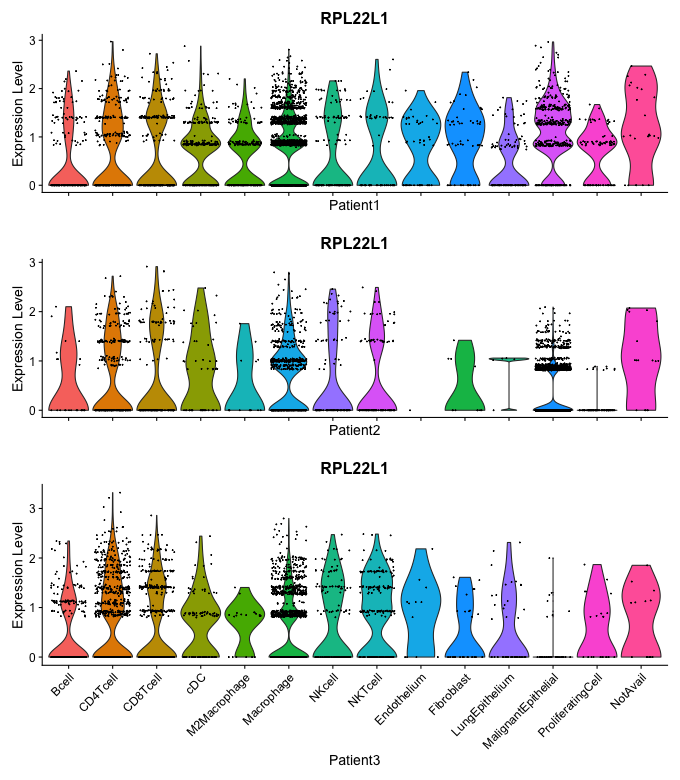 RPL22L1
Expression Level
3
2
1
0
Patient1
RPL22L1
Expression Level
3
2
1
0
Patient2
RPL22L1
Expression Level
3
2
1
0
Bcell
CD4Tcell
CD8Tcell
cDC
M2Macrophage
Macrophage
NKcell
NKTcell
Endothelium
Fibroblast
LungEpithelium
MalignantEpithelial
ProliferatingCell
NotAvail
Patient3